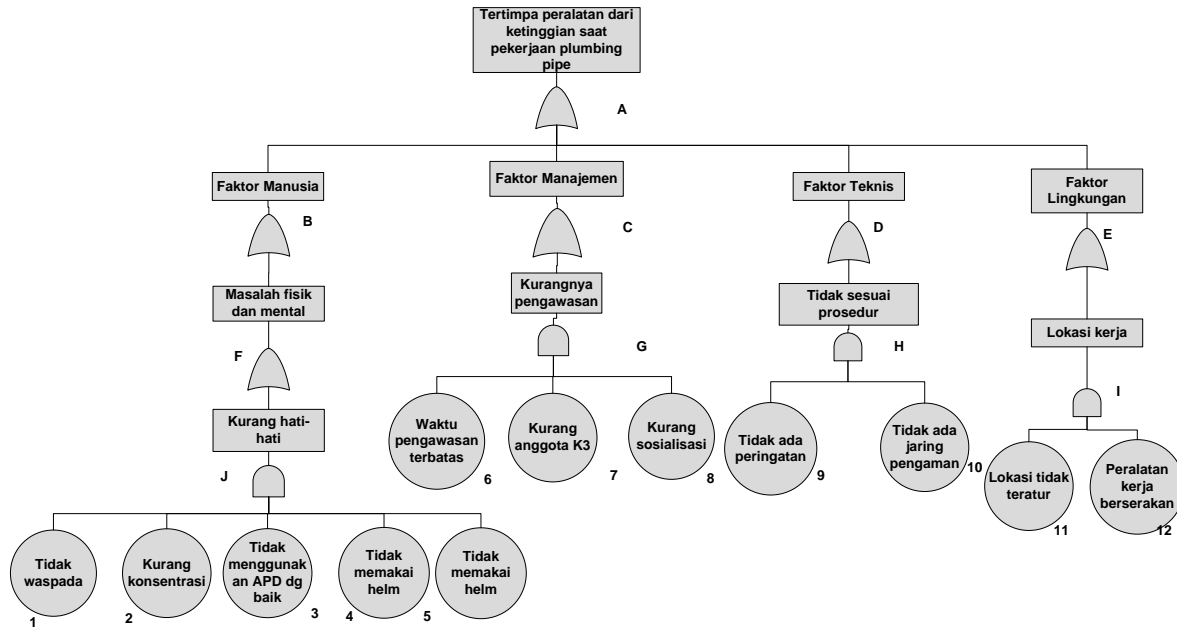 Tertimpa peralatan dari
ketinggian saat
pekerjaan plumbing
pipe
A
Faktor Manusia
Faktor Manajemen
Faktor Teknis
Faktor
Lingkungan
B
C
D
E
Masalah fisik
dan mental
Kurangnya
pengawasan
Tidak sesuai
prosedur
Lokasi kerja
F
G
H
I
Kurang hati-
hati
Waktu
pengawasan
terbatas
6
Kurang
anggota K3
7
Kurang
sosialisasi
8
Tidak ada
peringatan
9
Tidak ada
jaring
pengaman
10
Lokasi tidak
teratur
11
Peralatan
kerja
berserakan
12
J
Tidak
waspada
1
Kurang
konsentrasi
2
Tidak
menggunak
an APD dg
baik
3
Tidak
memakai
helm
4
Tidak
memakai
helm
5